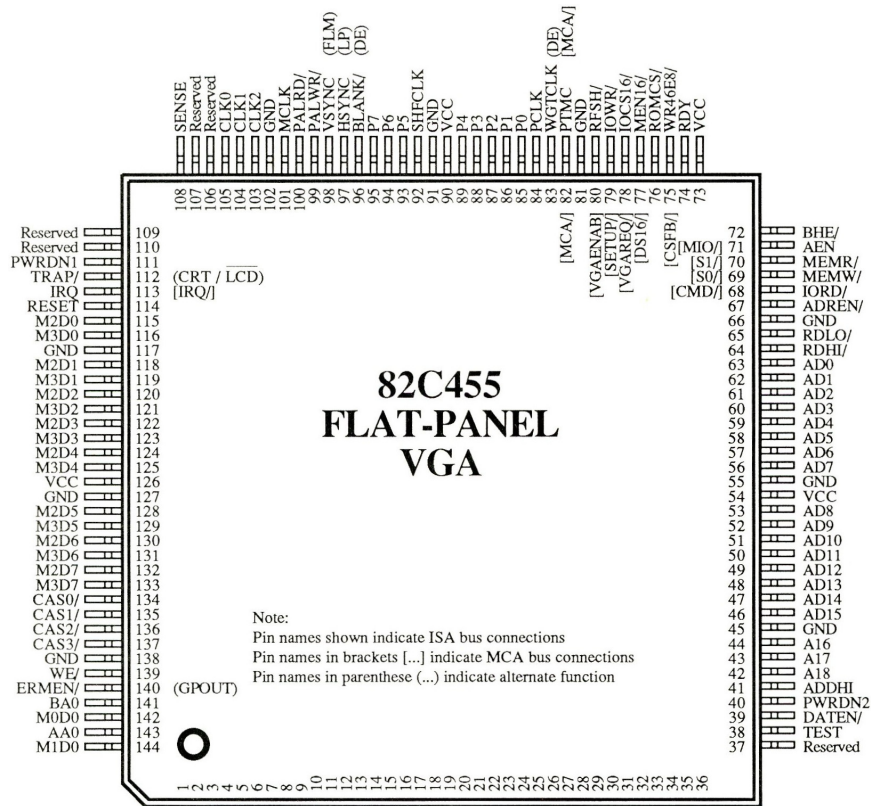 SENSE
Reserved
Reserved
CLK0
CLK1
CLK2
GND
MCLK
PALRD/
PALWR/
VSYNC (FLM)
HSYNC (LP)
BLANK/ (DE)
P7
P6
P5
SHFCLK
GND
VCC
P4
P3
P2
P1
P0
PCLK
WGTCLK (DE)
PTMC [MCA/]
GND
RFSH/
IOWR/
IOCS16/
MEN16/
ROMCS/
WR46E8/
RDY
VCC
108
107
106
105
104
103
102
101
100
99
98
97
96
95
94
93
92
91
90
89
88
87
86
85
84
83
82 [MCA/]
81
80 [VGAENAB]
79 [SETUP/]
78 [VGAREQ/]
77 [DS16/]
76
75 [CSFB/]
74
73
Reserved 109
Reserved 110
PWRDN1 111
TRAP/ 112 (CRT / LCD)
IRQ 113 [IRQ/]
RESET 114
M2D0 115
M3D0 116
GND 117
M2D1 118
M3D1 119
M2D2 120
M3D2 121
M2D3 122
M3D3 123
M2D4 124
M3D4 125
VCC 126
GND 127
M2D5 128
M3D5 129
M2D6 130
M3D6 131
M2D7 132
M3D7 133
CAS0/ 134
CAS1/ 135
CAS2/ 136
CAS3/ 137
GND 138
WE/ 139
ERMEN/ 140 (GPOUT)
BA0 141
M0D0 142
AA0 143
M1D0 144
82C455
FLAT-PANEL
VGA
Note:
Pin names shown indicate ISA bus connections
Pin names in brackets [...] indicate MCA bus connections
Pin names in parenthese (...) indicate alternate function
72 BHE/
[MIO/] 71 AEN
[S1/] 70 MEMR/
[S0/] 69 MEMW/
[CMD/] 68 IORD/
67 ADREN/
66 GND
65 RDLO/
64 RDHI/
63 AD0
62 AD1
61 AD2
60 AD3
59 AD4
58 AD5
57 AD6
56 AD7
55 GND
54 VCC
53 AD8
52 AD9
51 AD10
50 AD11
49 AD12
48 AD13
47 AD14
46 AD15
45 GND
44 A16
43 A17
42 A18
41 ADDHI
40 PWRDN2
39 DATEN/
38 TEST
37 Reserved
1
2
3
4
5
6
7
8
9
10
11
12
13
14
15
16
17
18
19
20
21
22
23
24
25
26
27
28
29
30
31
32
33
34
35
36